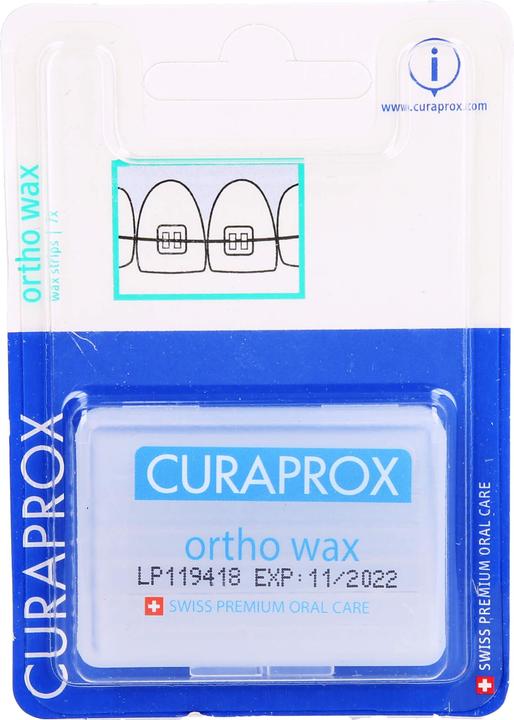 i
www.curaprox.com
ortho wax
wax strips | 7x
CURAPROX
CURAPROX
ortho wax
LP119418 EXP: 11/2022
SWISS PREMIUM ORAL CARE
SWISS PREMIUM ORAL CARE